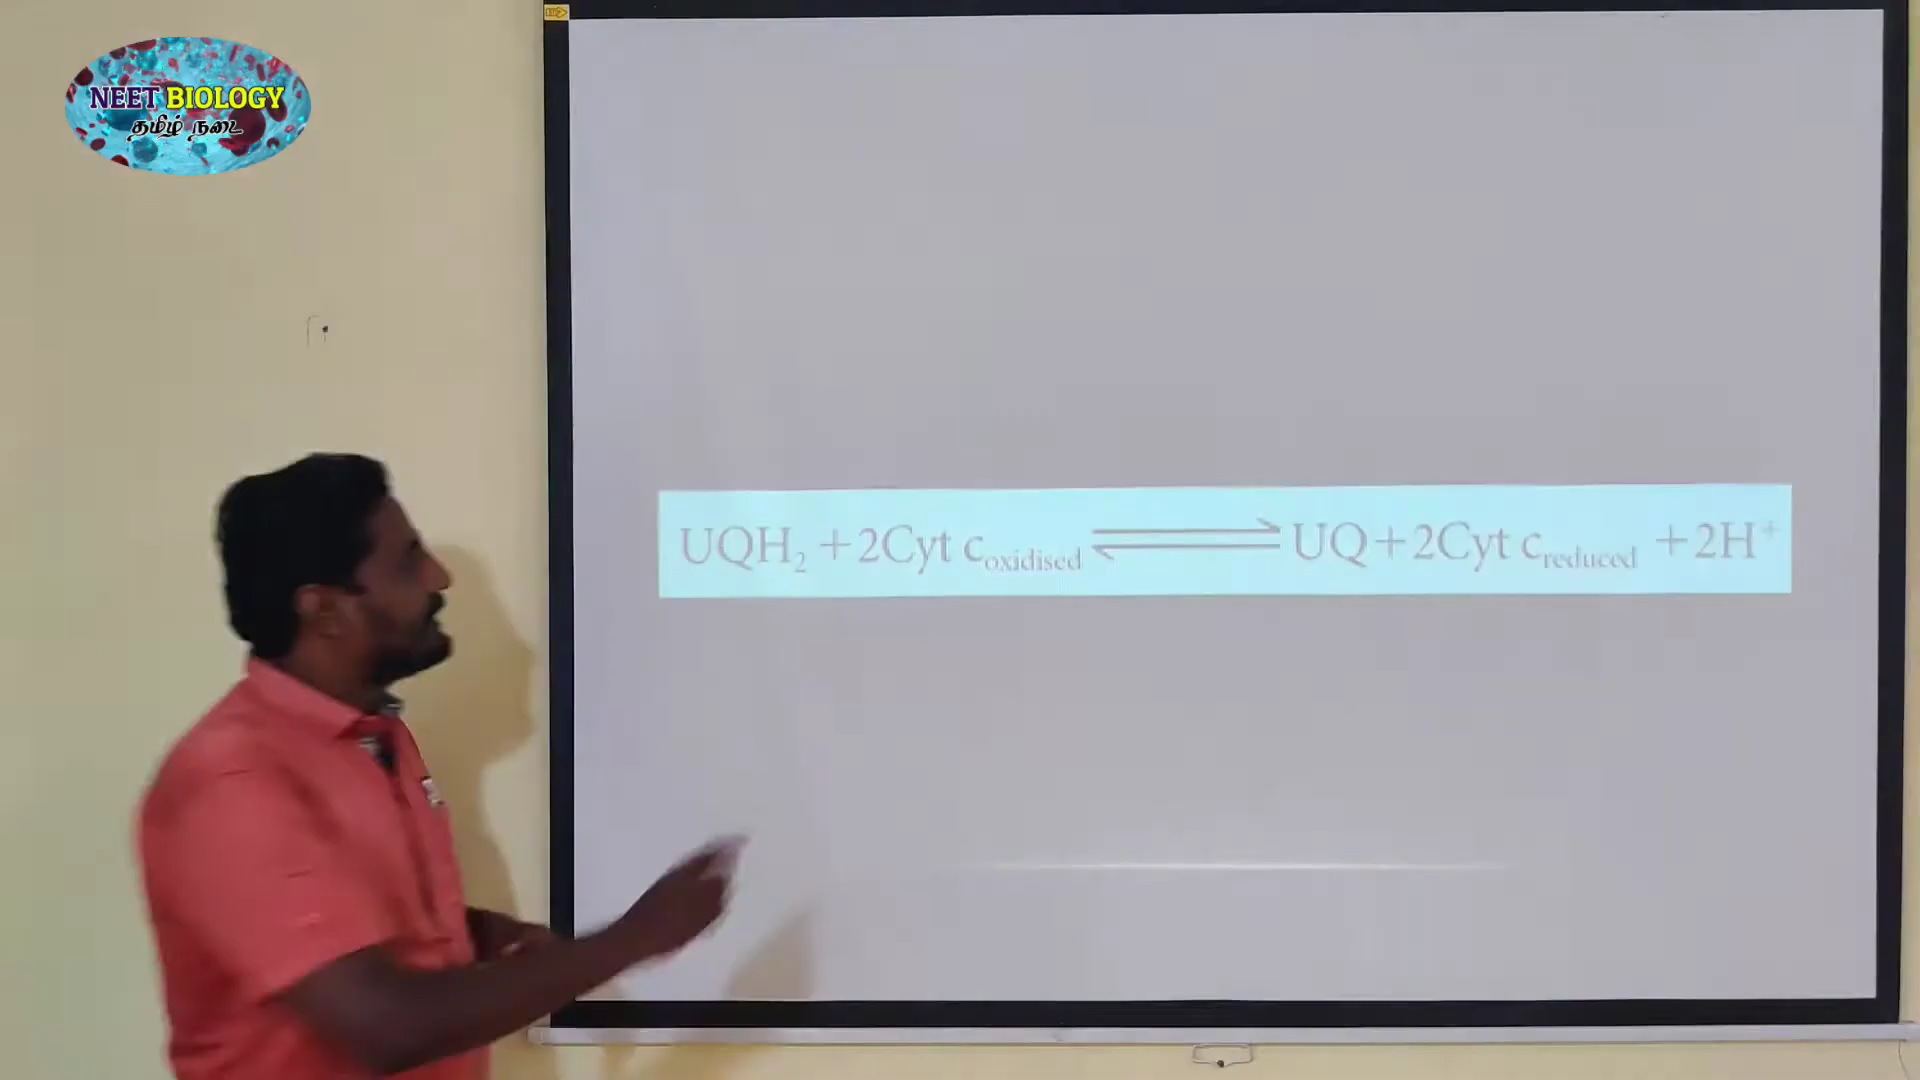 NEET BIOLOGY
தமிழ் நடை
UQH₂ + 2Cyt c oxidised ⇌ UQ + 2Cyt c reduced + 2H⁺